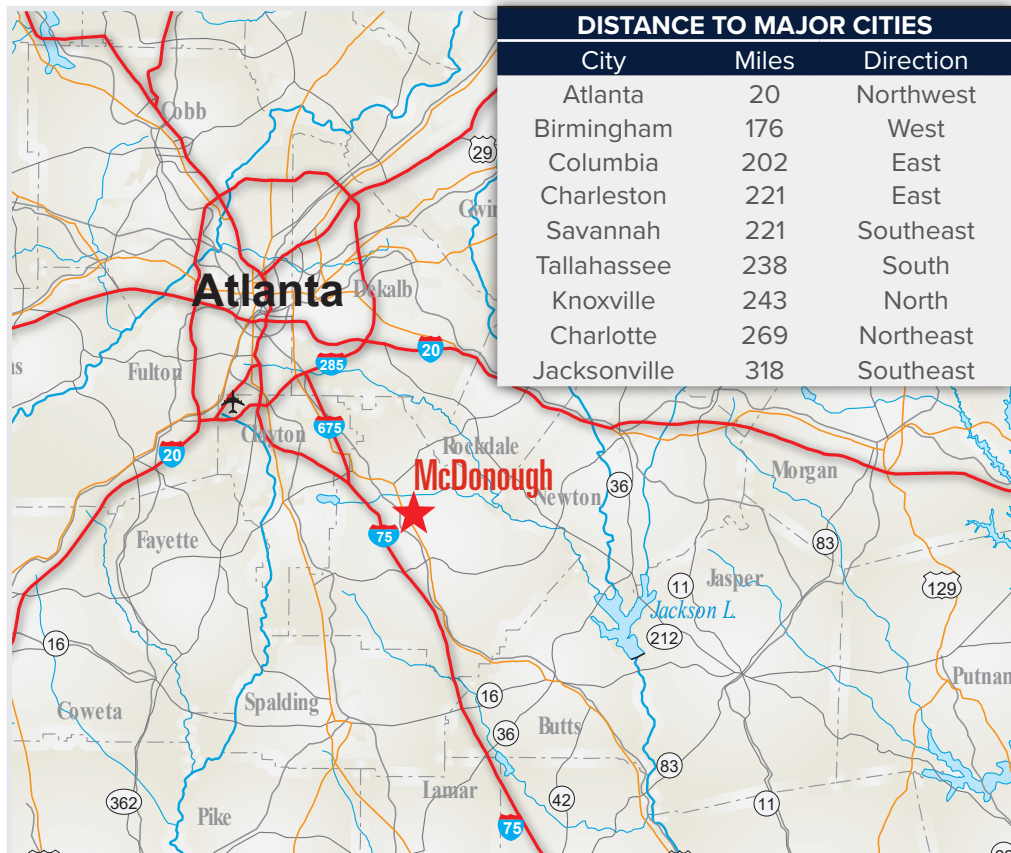 DISTANCE TO MAJOR CITIES
City Miles Direction
Atlanta 20 Northwest
Birmingham 176 West
Columbia 202 East
Charleston 221 East
Savannah 221 Southeast
Tallahassee 238 South
Knoxville 243 North
Charlotte 269 Northeast
Jacksonville 318 Southeast
Cobb
29
Atlanta
Dekalb
20
285
Fulton
675
Clayton
20
Rockdale
McDonough
Morgan
36
Newton
75
Fayette
83
11
Jasper
129
Jackson L.
212
16
16
Spalding
Coweta
Butts
36
83
Lamar
42
362
11
Pike
75